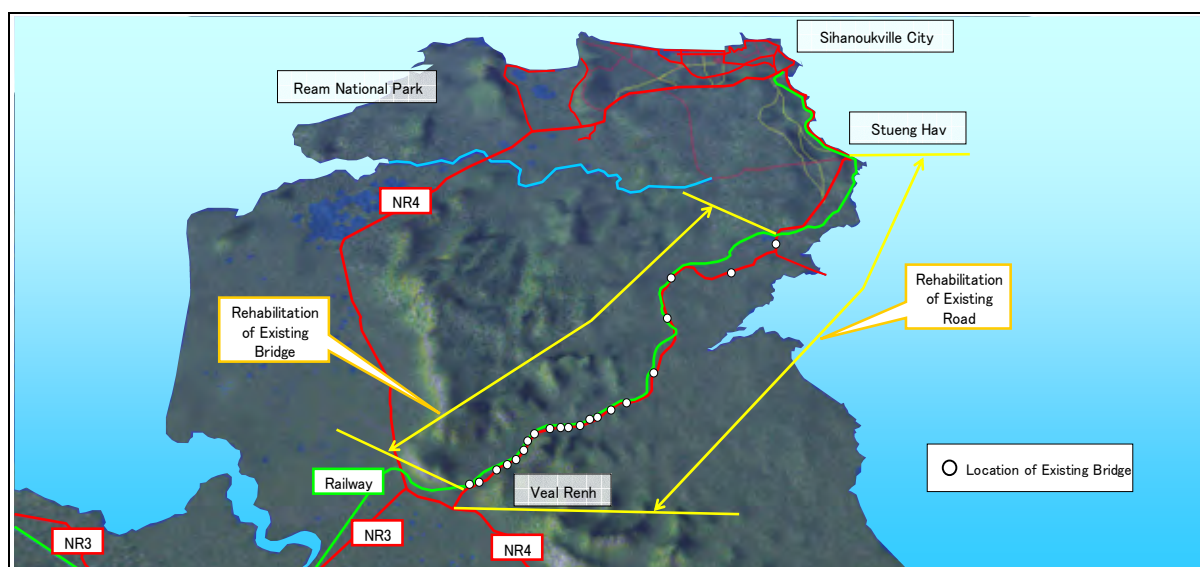 Sihanoukville City
Ream National Park
Stueng Hav
NR4
Rehabilitation
of Existing
Road
Rehabilitation
of Existing
Bridge
Location of Existing Bridge
Railway
Veal Renh
NR3
NR3
NR4